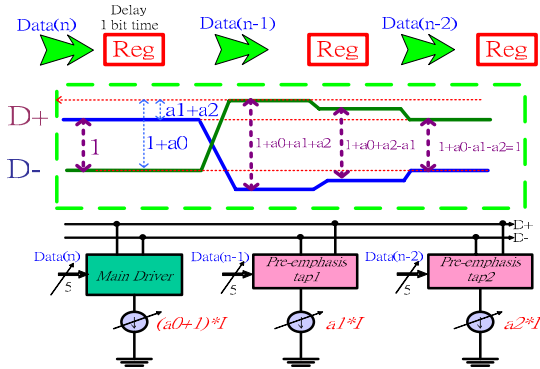 Delay
1 bit time
Data(n)
Data(n-1)
Data(n-2)
Reg
Reg
Reg
D+
D-
1
1+a0
a1+a2
1+a0+a1+a2
1+a0+a2-a1
1+a0-a1-a2=1
D+
D-
Data(n)
5
Main Driver
(a0+1)*I
Data(n-1)
5
Pre-emphasis
tap1
a1*I
Data(n-2)
5
Pre-emphasis
tap2
a2*I